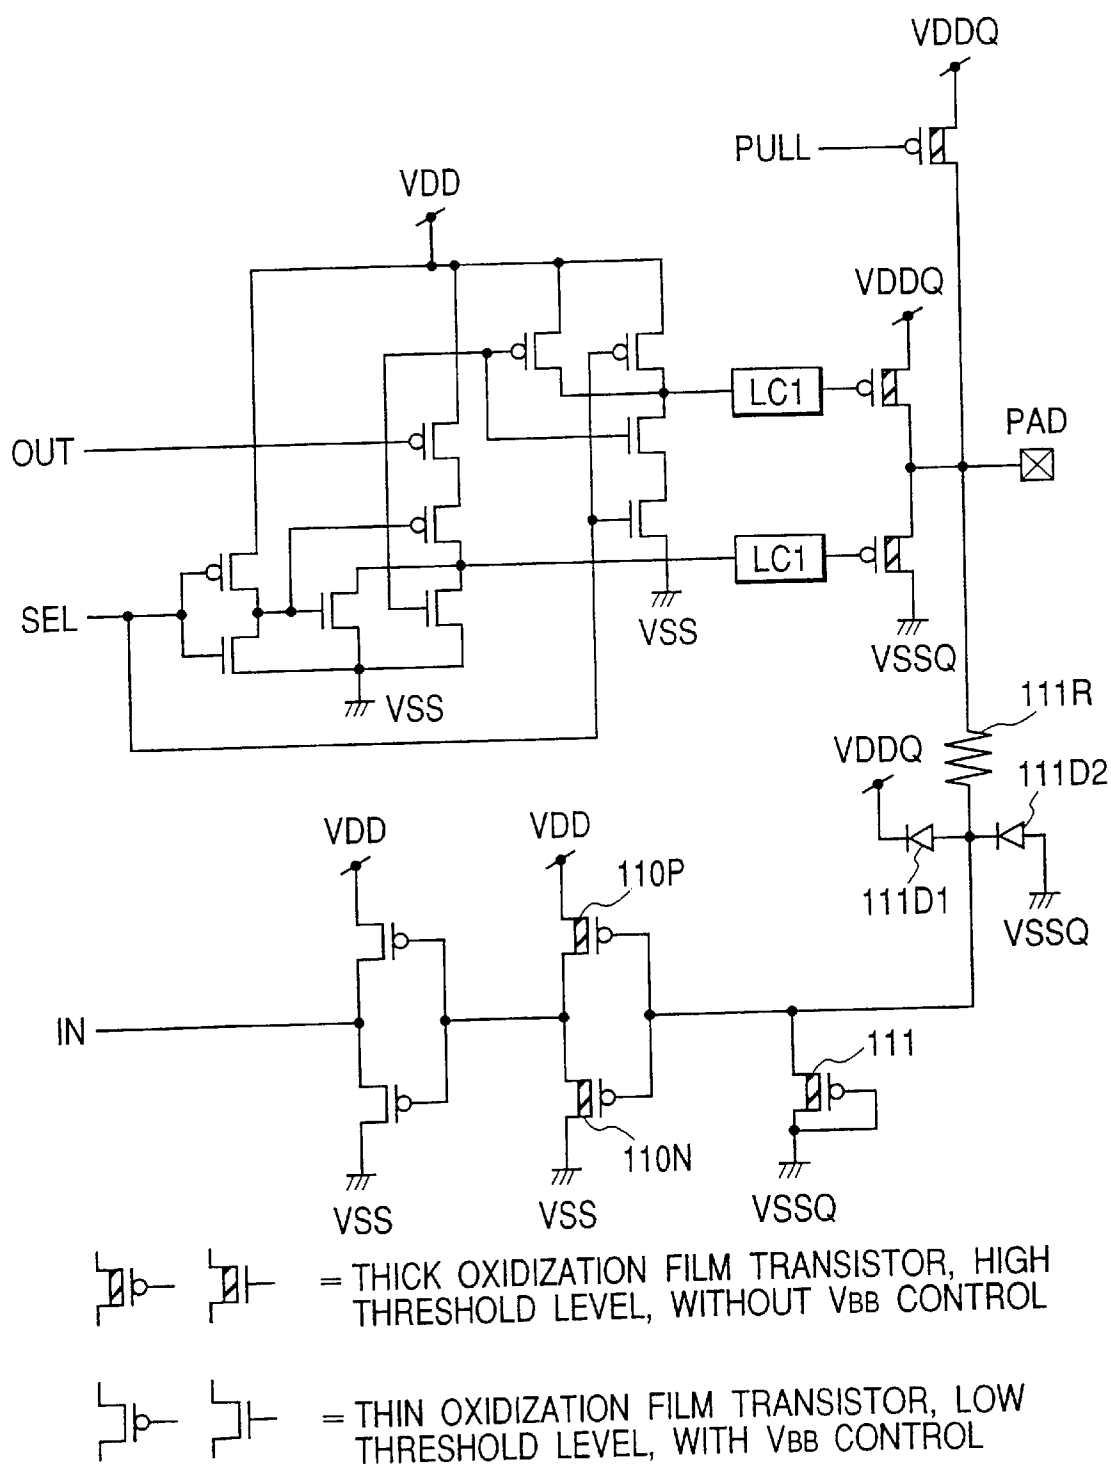 VDDQ
PULL
VDD
VDDQ
LC1
PAD
OUT
LC1
SEL
VSS
VSSQ
VSS
111R
VDDQ
111D2
VDD
VDD
110P
111D1
VSSQ
IN
111
110N
VSS
VSS
VSSQ
= THICK OXIDIZATION FILM TRANSISTOR, HIGH
THRESHOLD LEVEL, WITHOUT VBB CONTROL
= THIN OXIDIZATION FILM TRANSISTOR, LOW
THRESHOLD LEVEL, WITH VBB CONTROL